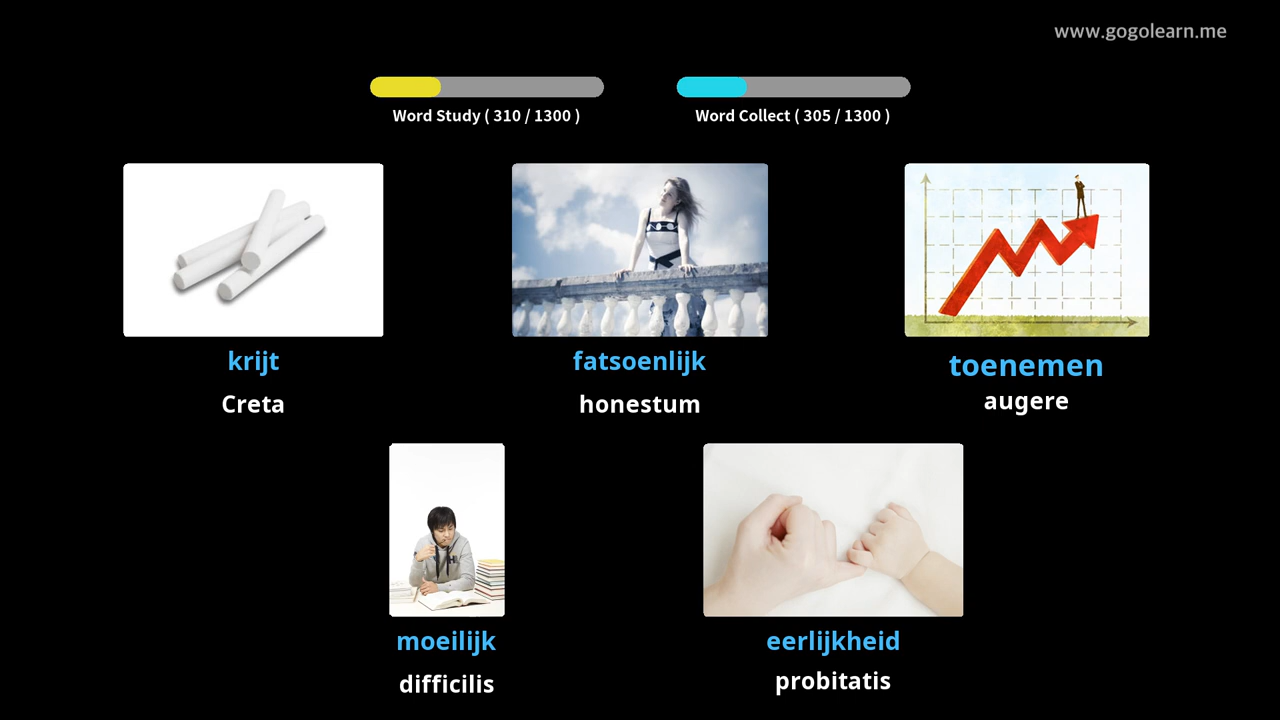 www.gogolearn.me
Word Study ( 310 / 1300 )
Word Collect ( 305 / 1300 )
krijt
fatsoenlijk
toenemen
Creta
honestum
augere
moeilijk
eerlijkheid
difficilis
probitatis